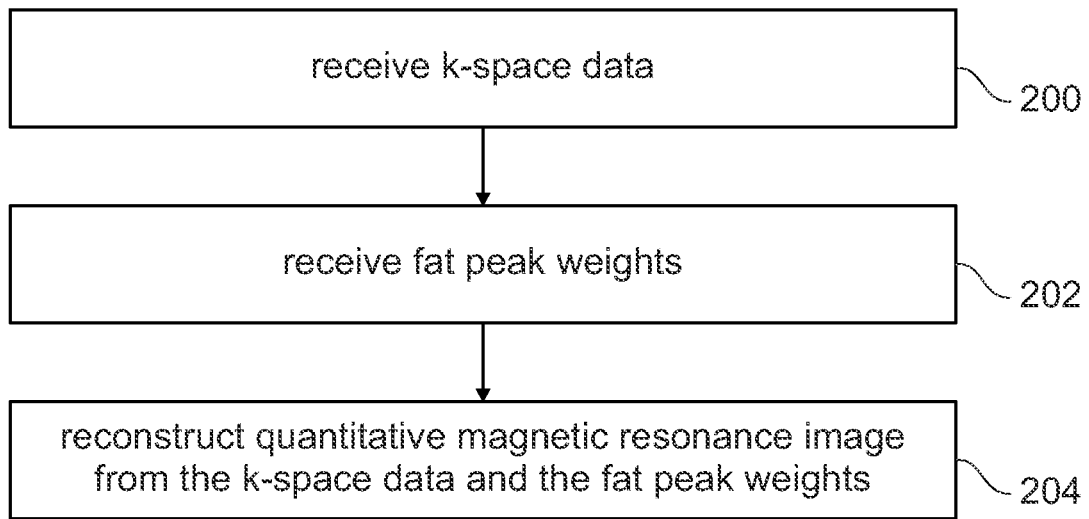 receive k-space data
200
receive fat peak weights
202
reconstruct quantitative magnetic resonance image
from the k-space data and the fat peak weights
204